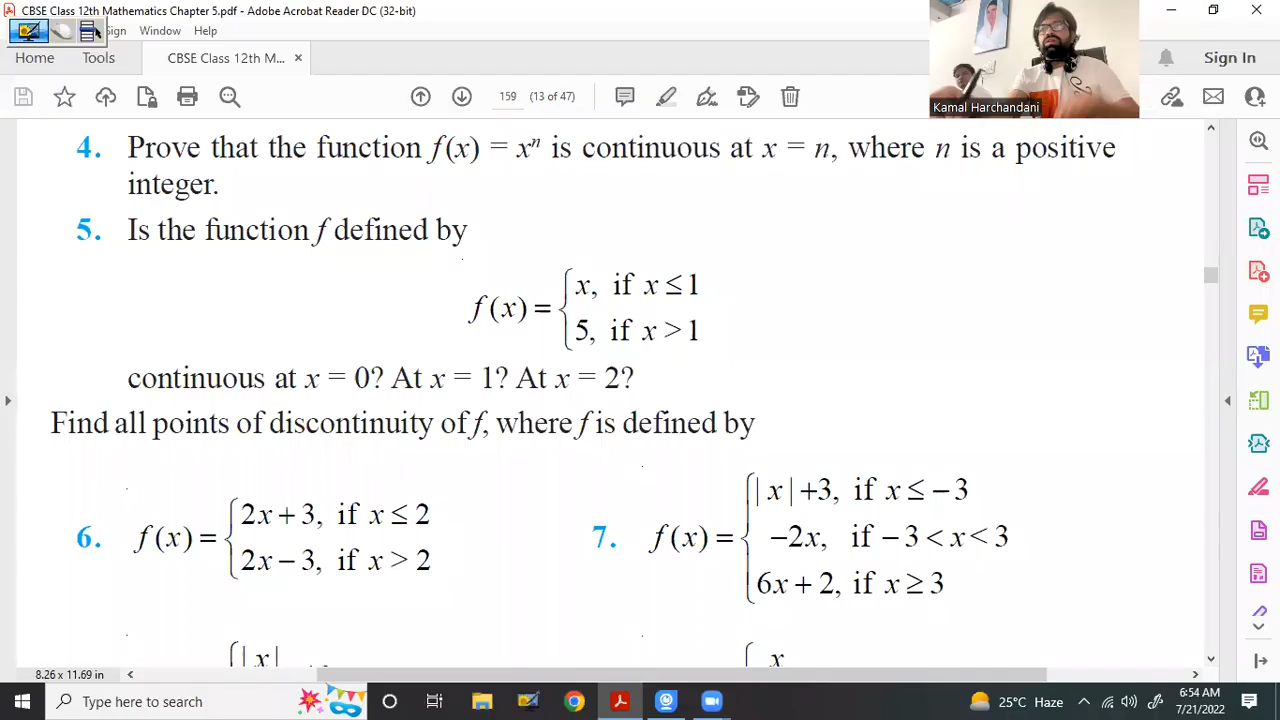 CBSE Class 12th Mathematics Chapter 5.pdf - Adobe Acrobat Reader DC (32-bit)
Sign Window Help
Home Tools CBSE Class 12th M... × Sign In
159 (13 of 47)
Kamal Harchandani
4. Prove that the function f(x) = xⁿ is continuous at x = n, where n is a positive
integer.
5. Is the function f defined by
f(x) = { x, if x ≤ 1
5, if x > 1
continuous at x = 0? At x = 1? At x = 2?
Find all points of discontinuity of f, where f is defined by
6. f(x) = { 2x + 3, if x ≤ 2
2x − 3, if x > 2
7. f(x) = { |x| +3, if x ≤ −3
−2x, if −3 < x < 3
6x + 2, if x ≥ 3
|x|
x
8.26 x 11.69 in
Type here to search
25°C Haze
6:54 AM
7/21/2022